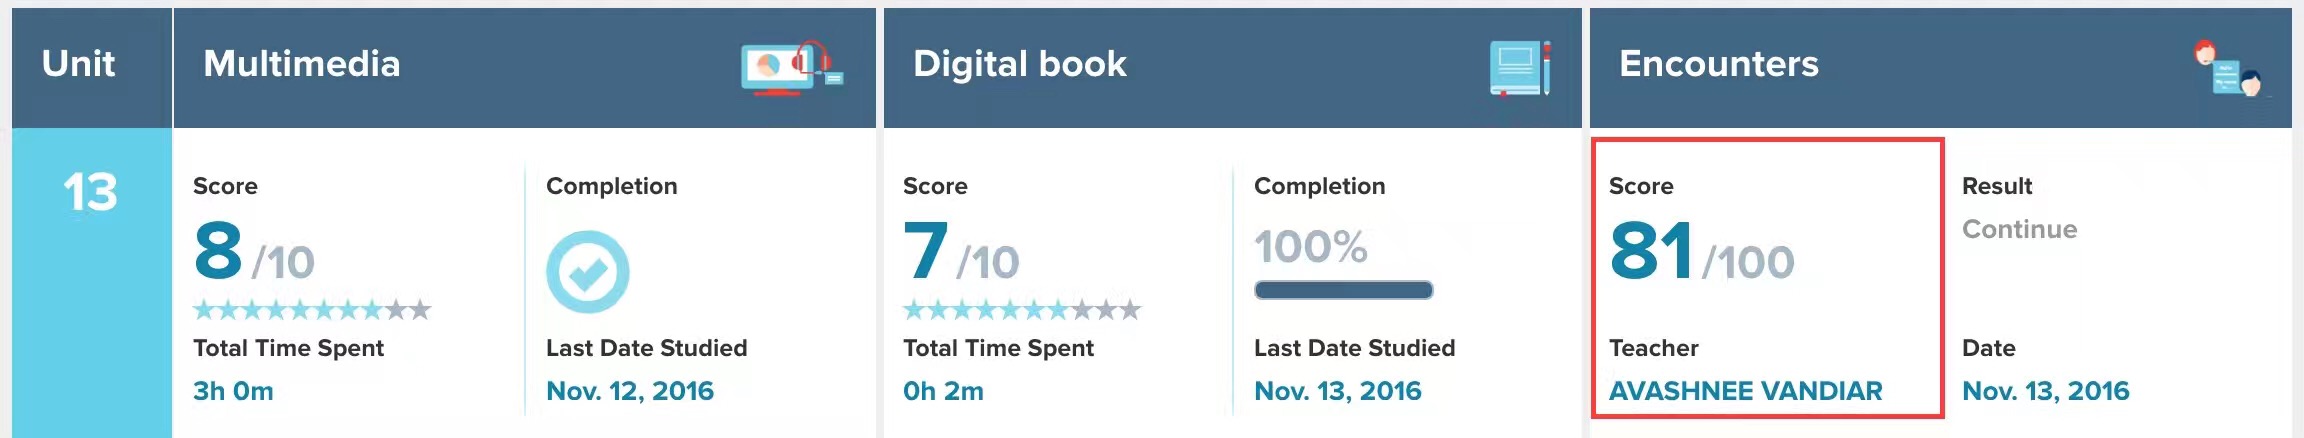 Unit
Multimedia
Digital book
Encounters
13
Score
8/10
Total Time Spent
3h 0m
Completion
Last Date Studied
Nov. 12, 2016
Score
7/10
Total Time Spent
0h 2m
Completion
100%
Last Date Studied
Nov. 13, 2016
Score
81/100
Teacher
AVASHNEE VANDIAR
Result
Continue
Date
Nov. 13, 2016